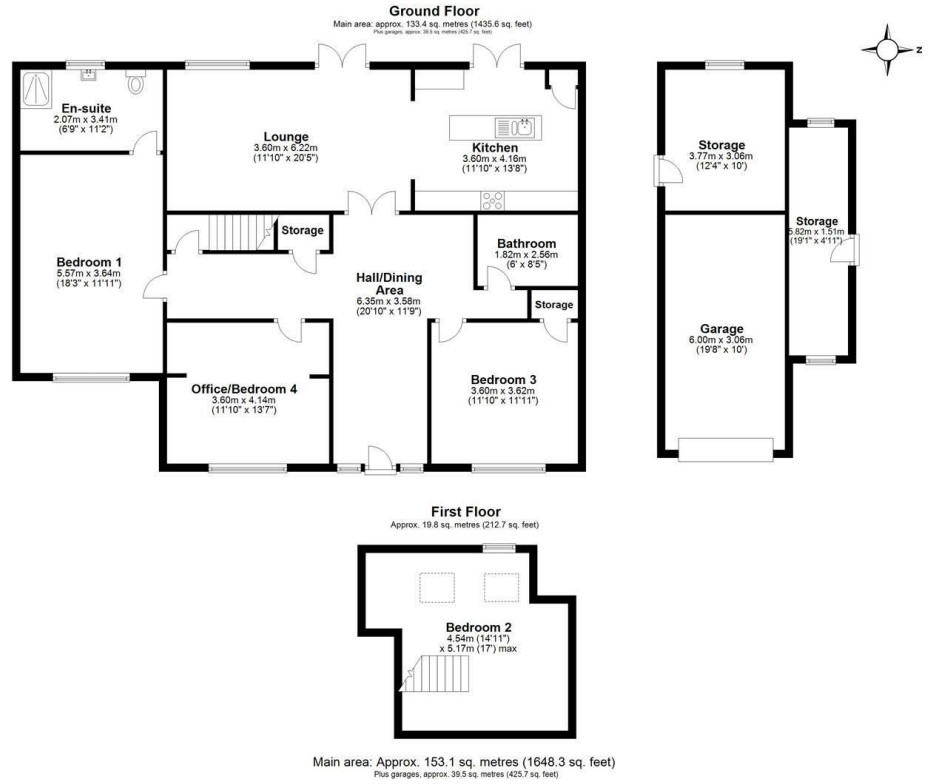 Ground Floor
Main area: approx. 133.4 sq. metres (1435.6 sq. feet)
Plus garages, approx. 39.5 sq. metres (425.7 sq. feet)
z
En-suite
2.07m x 3.41m
(6'9" x 11'2")
Lounge
3.60m x 6.22m
(11'10" x 20'5")
Kitchen
3.60m x 4.16m
(11'10" x 13'8")
Storage
3.77m x 3.06m
(12'4" x 10')
Storage
5.82m x 1.51m
(19'1" x 4'11")
Storage
Bathroom
1.82m x 2.56m
(6' x 8'5")
Bedroom 1
5.57m x 3.64m
(18'3" x 11'11")
Hall/Dining
Area
6.35m x 3.58m
(20'10" x 11'9")
Storage
Garage
6.00m x 3.06m
(19'8" x 10')
Office/Bedroom 4
3.60m x 4.14m
(11'10" x 13'7")
Bedroom 3
3.60m x 3.62m
(11'10" x 11'11")
First Floor
Approx. 19.8 sq. metres (212.7 sq. feet)
Bedroom 2
4.54m (14'11")
x 5.17m (17') max
Main area: Approx. 153.1 sq. metres (1648.3 sq. feet)
Plus garages, approx. 39.5 sq. metres (425.7 sq. feet)